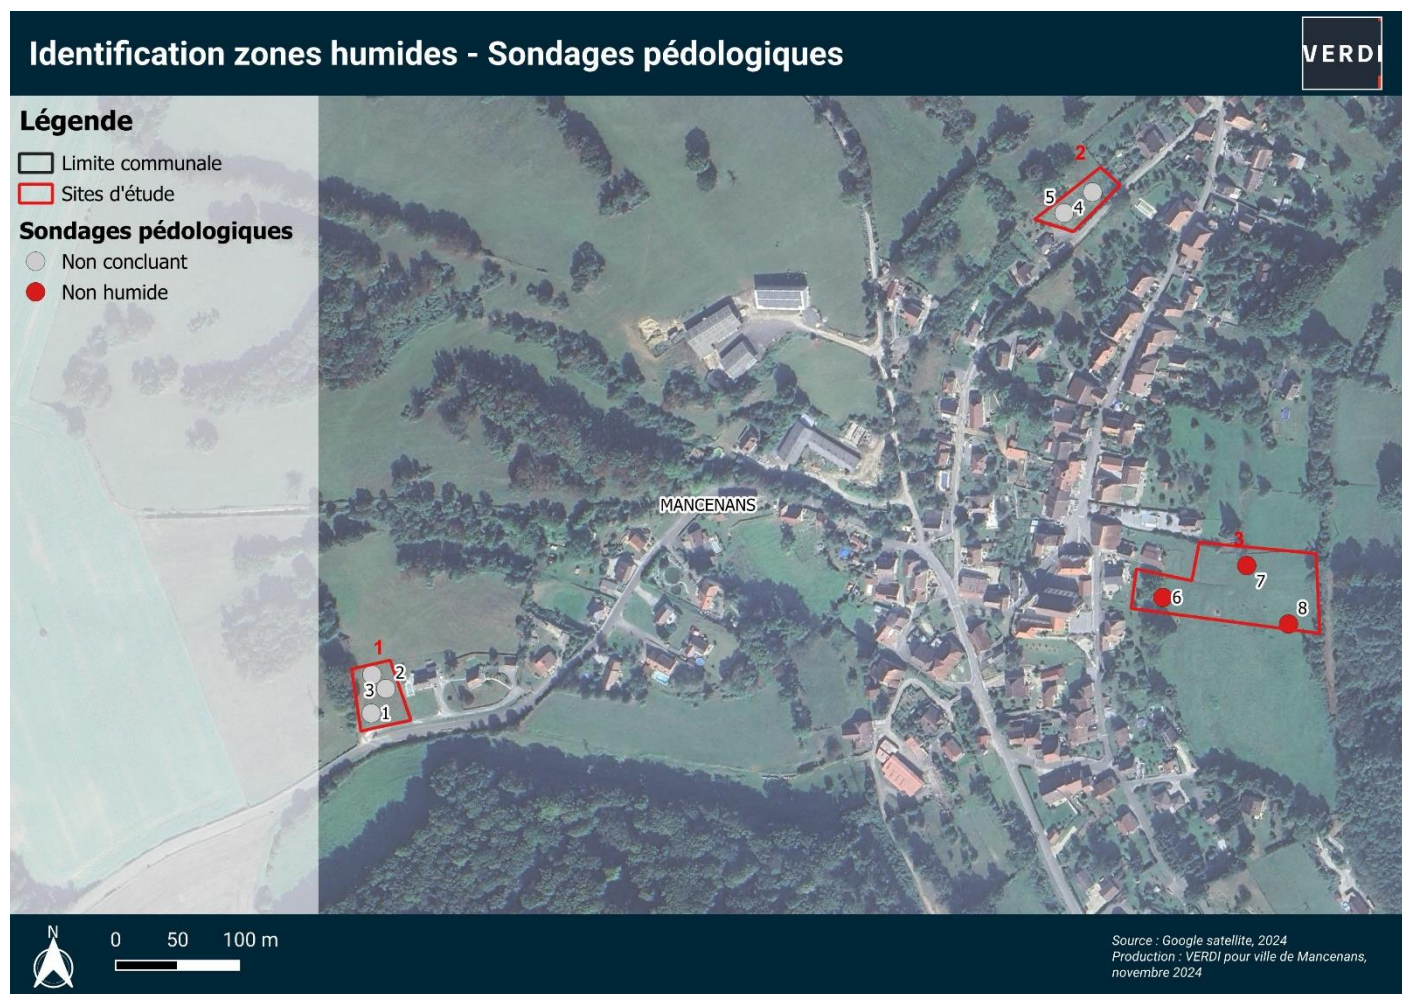 Identification zones humides - Sondages pédologiques
VERDI
Légende
Limite communale
Sites d'étude
Sondages pédologiques
Non concluant
Non humide
2
5
4
MANCENANS
3
7
6
8
1
2
3
1
N
0 50 100 m
Source : Google satellite, 2024
Production : VERDI pour ville de Mancenans,
novembre 2024